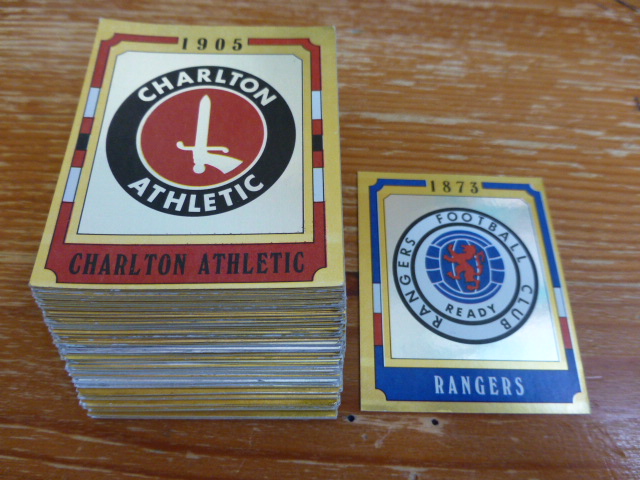 1905
CHARLTON
ATHLETIC
CHARLTON ATHLETIC
1873
RANGERS FOOTBALL CLUB
READY
RANGERS